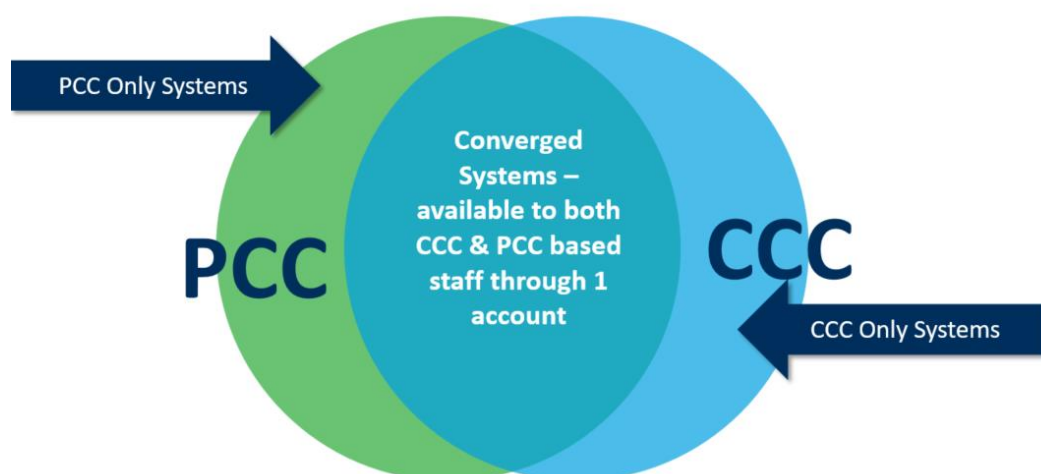 PCC Only Systems
Converged
Systems –
available to both
CCC & PCC based
staff through 1
account
PCC
CCC
CCC Only Systems